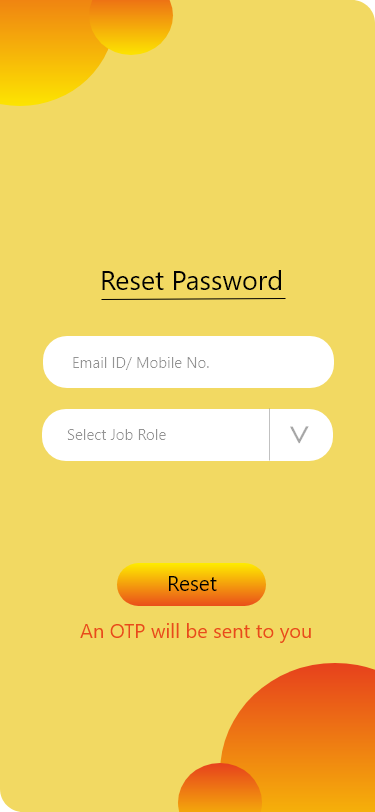 Reset Password
Email ID/ Mobile No.
Select Job Role
Reset
An OTP will be sent to you